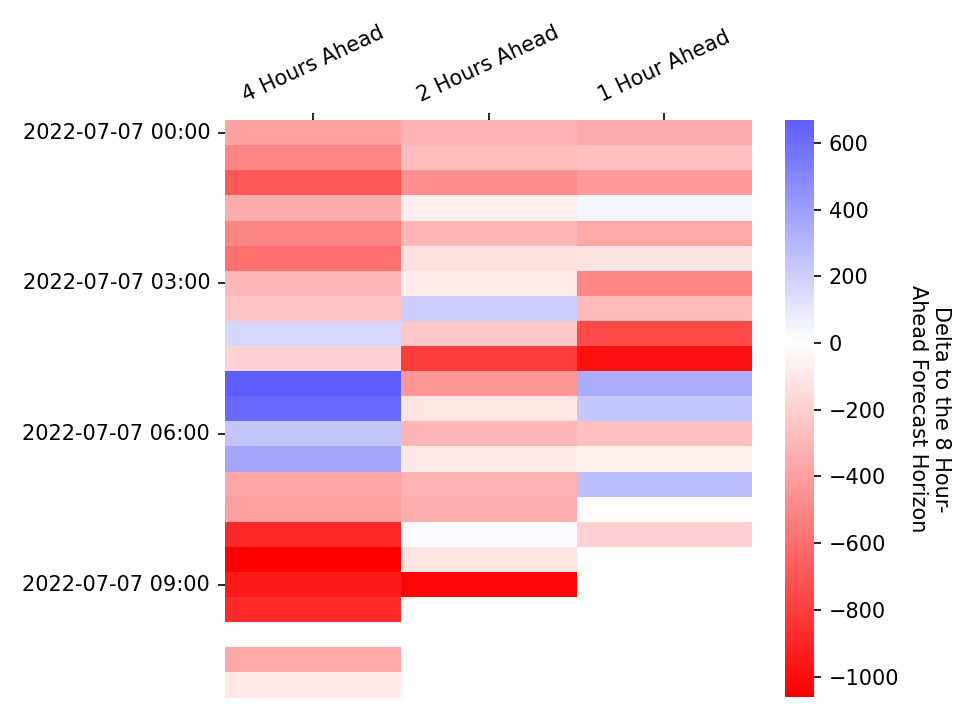 4 Hours Ahead
2 Hours Ahead
1 Hour Ahead
2022-07-07 00:00
2022-07-07 03:00
2022-07-07 06:00
2022-07-07 09:00
600
400
200
0
−200
−400
−600
−800
−1000
Delta to the 8 Hour-
Ahead Forecast Horizon